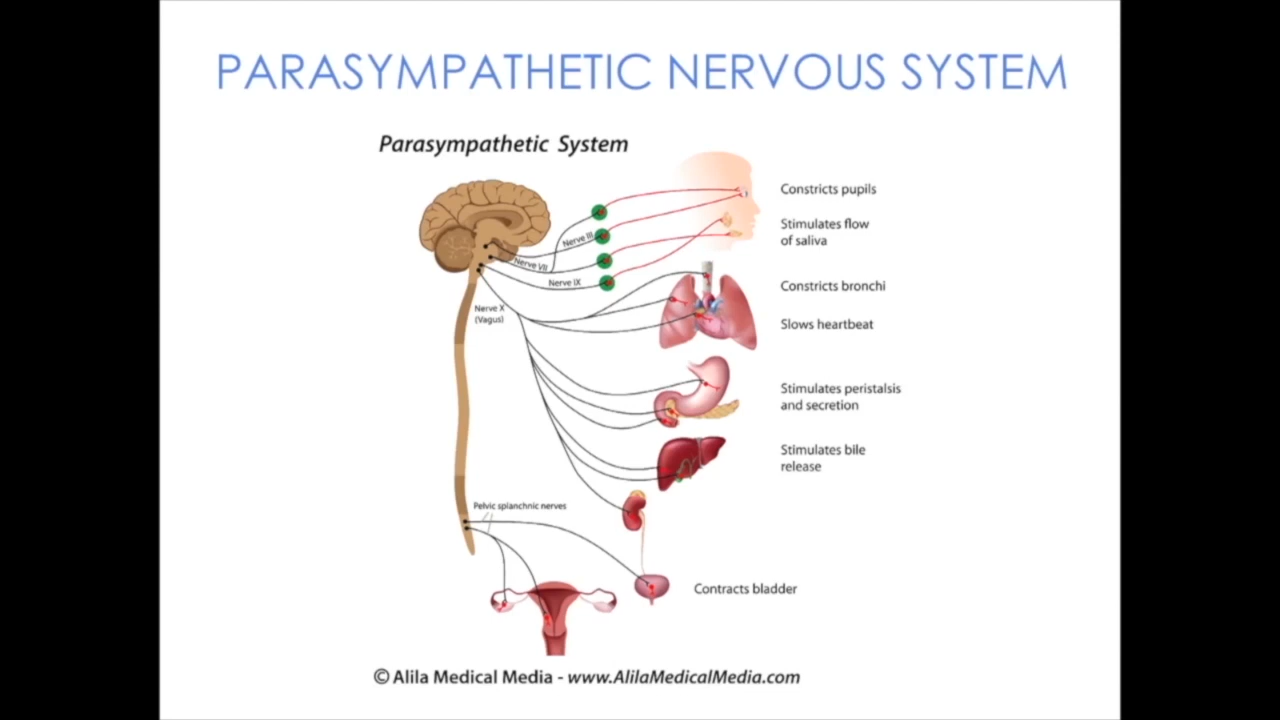 PARASYMPATHETIC NERVOUS SYSTEM
Parasympathetic System
Constricts pupils
Stimulates flow
of saliva
Nerve III
Nerve VII
Nerve IX
Constricts bronchi
Nerve X
(Vagus)
Slows heartbeat
Stimulates peristalsis
and secretion
Stimulates bile
release
Pelvic splanchnic nerves
Contracts bladder
© Alila Medical Media - www.AlilaMedicalMedia.com